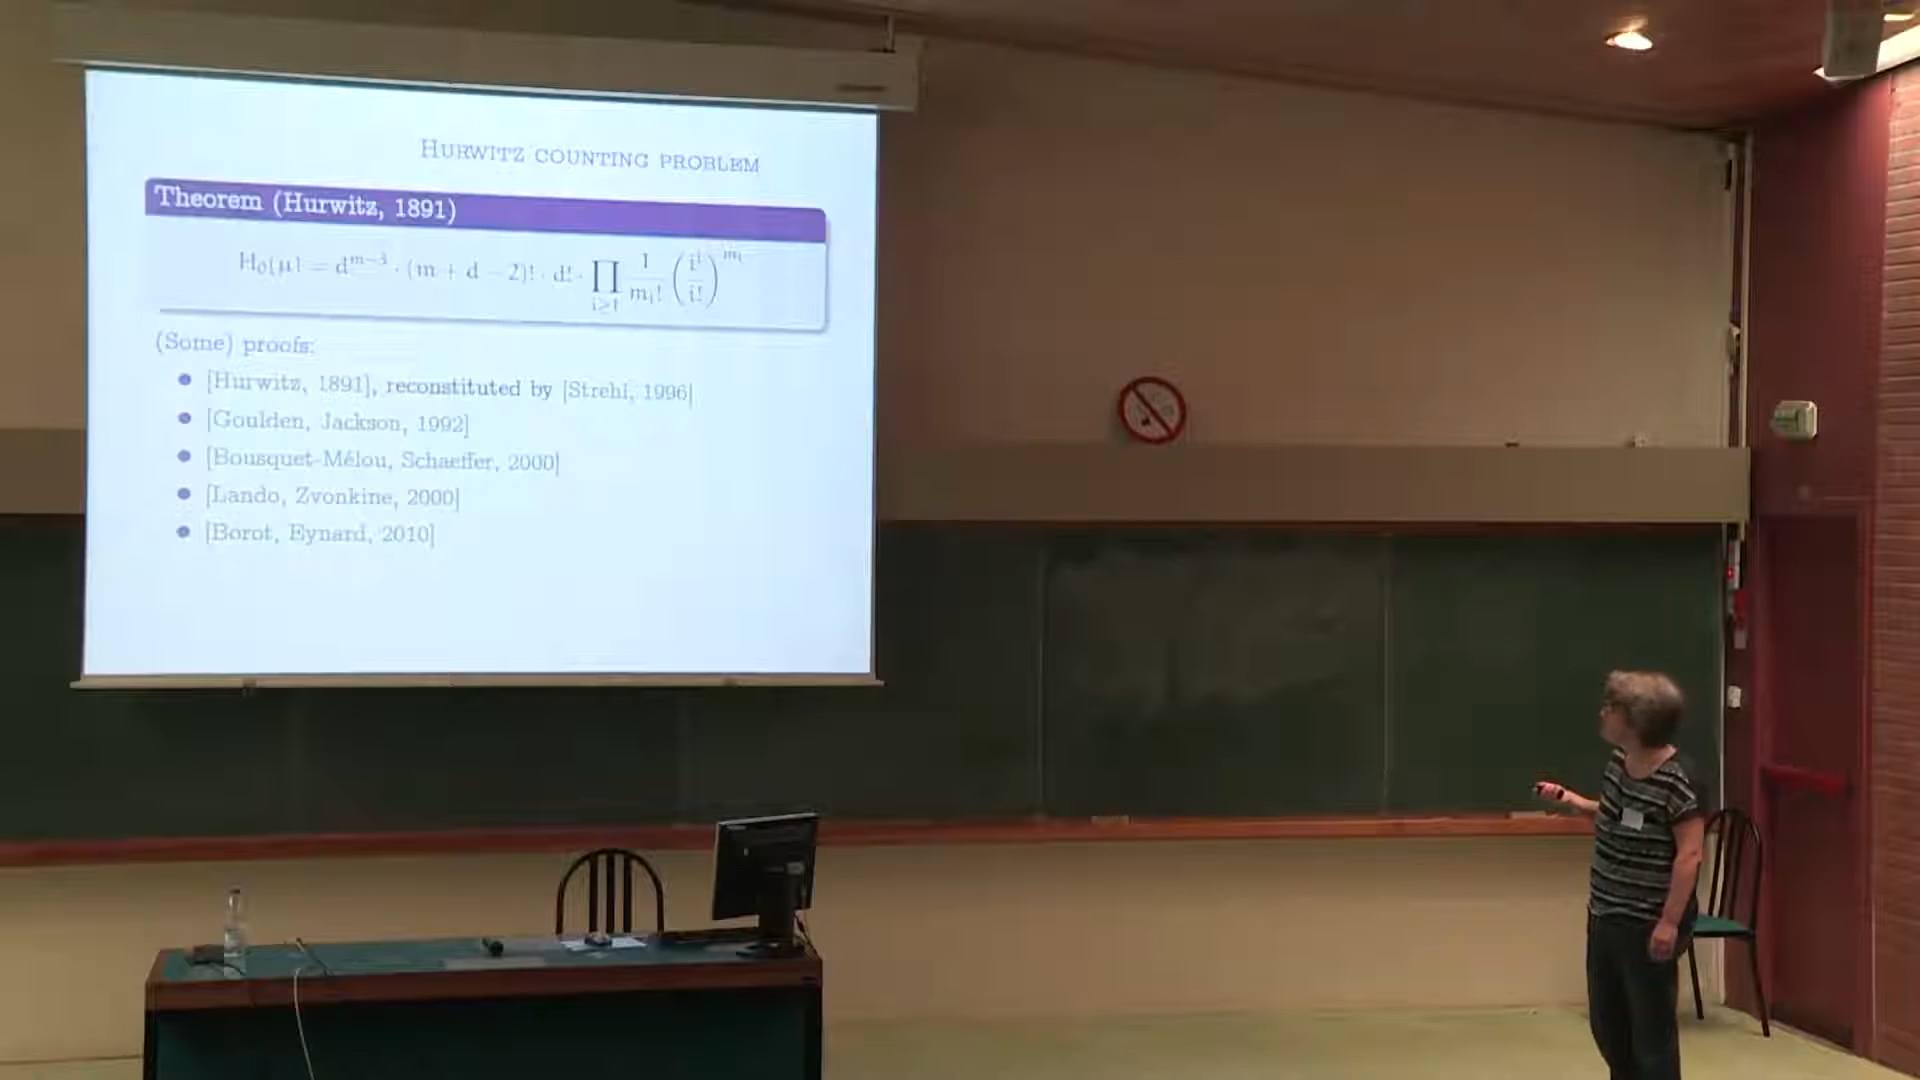 HURWITZ COUNTING PROBLEM
Theorem (Hurwitz, 1891)
H₀(μ) = d^{m−3} · (m + d − 2)! · d! · ∏_{i≥1} 1/m_i! (i^i/i!)^{m_i}
(Some) proofs:
• [Hurwitz, 1891], reconstituted by [Strehl, 1996]
• [Goulden, Jackson, 1992]
• [Bousquet-Mélou, Schaeffer, 2000]
• [Lando, Zvonkine, 2000]
• [Borot, Eynard, 2010]